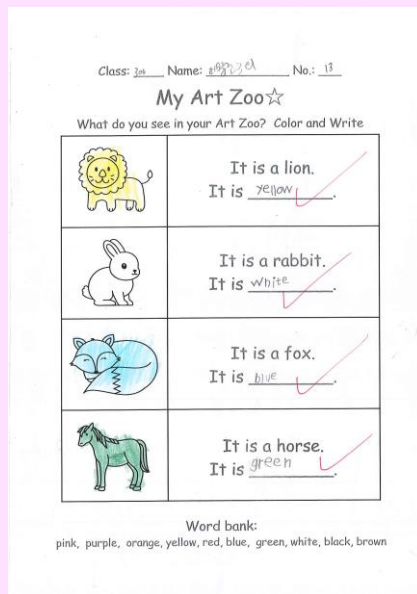 Class: 306 Name: No.: 13
My Art Zoo☆
What do you see in your Art Zoo? Color and Write
It is a lion.
It is yellow.
It is a rabbit.
It is white.
It is a fox.
It is blue.
It is a horse.
It is green.
Word bank:
pink, purple, orange, yellow, red, blue, green, white, black, brown